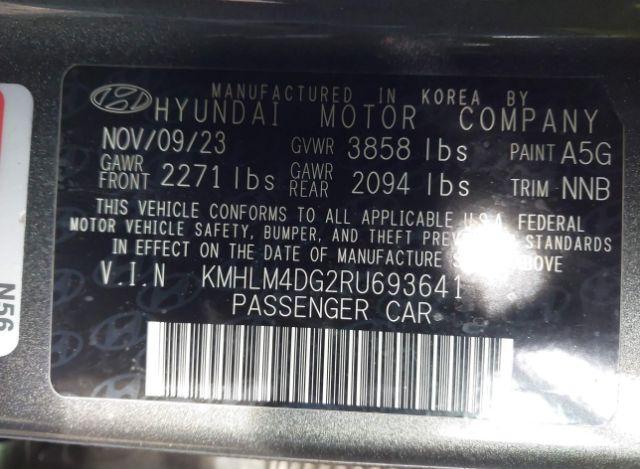 MANUFACTURED IN KOREA BY
HYUNDAI MOTOR COMPANY
NOV/09/23 GVWR 3858 lbs PAINT A5G
GAWR FRONT 2271 lbs GAWR REAR 2094 lbs TRIM NNB
THIS VEHICLE CONFORMS TO ALL APPLICABLE U.S.A. FEDERAL
MOTOR VEHICLE SAFETY, BUMPER, AND THEFT PREVENTION STANDARDS
IN EFFECT ON THE DATE OF MANUFACTURE SHOWN ABOVE
V.I.N KMHLM4DG2RU693641
PASSENGER CAR
N56